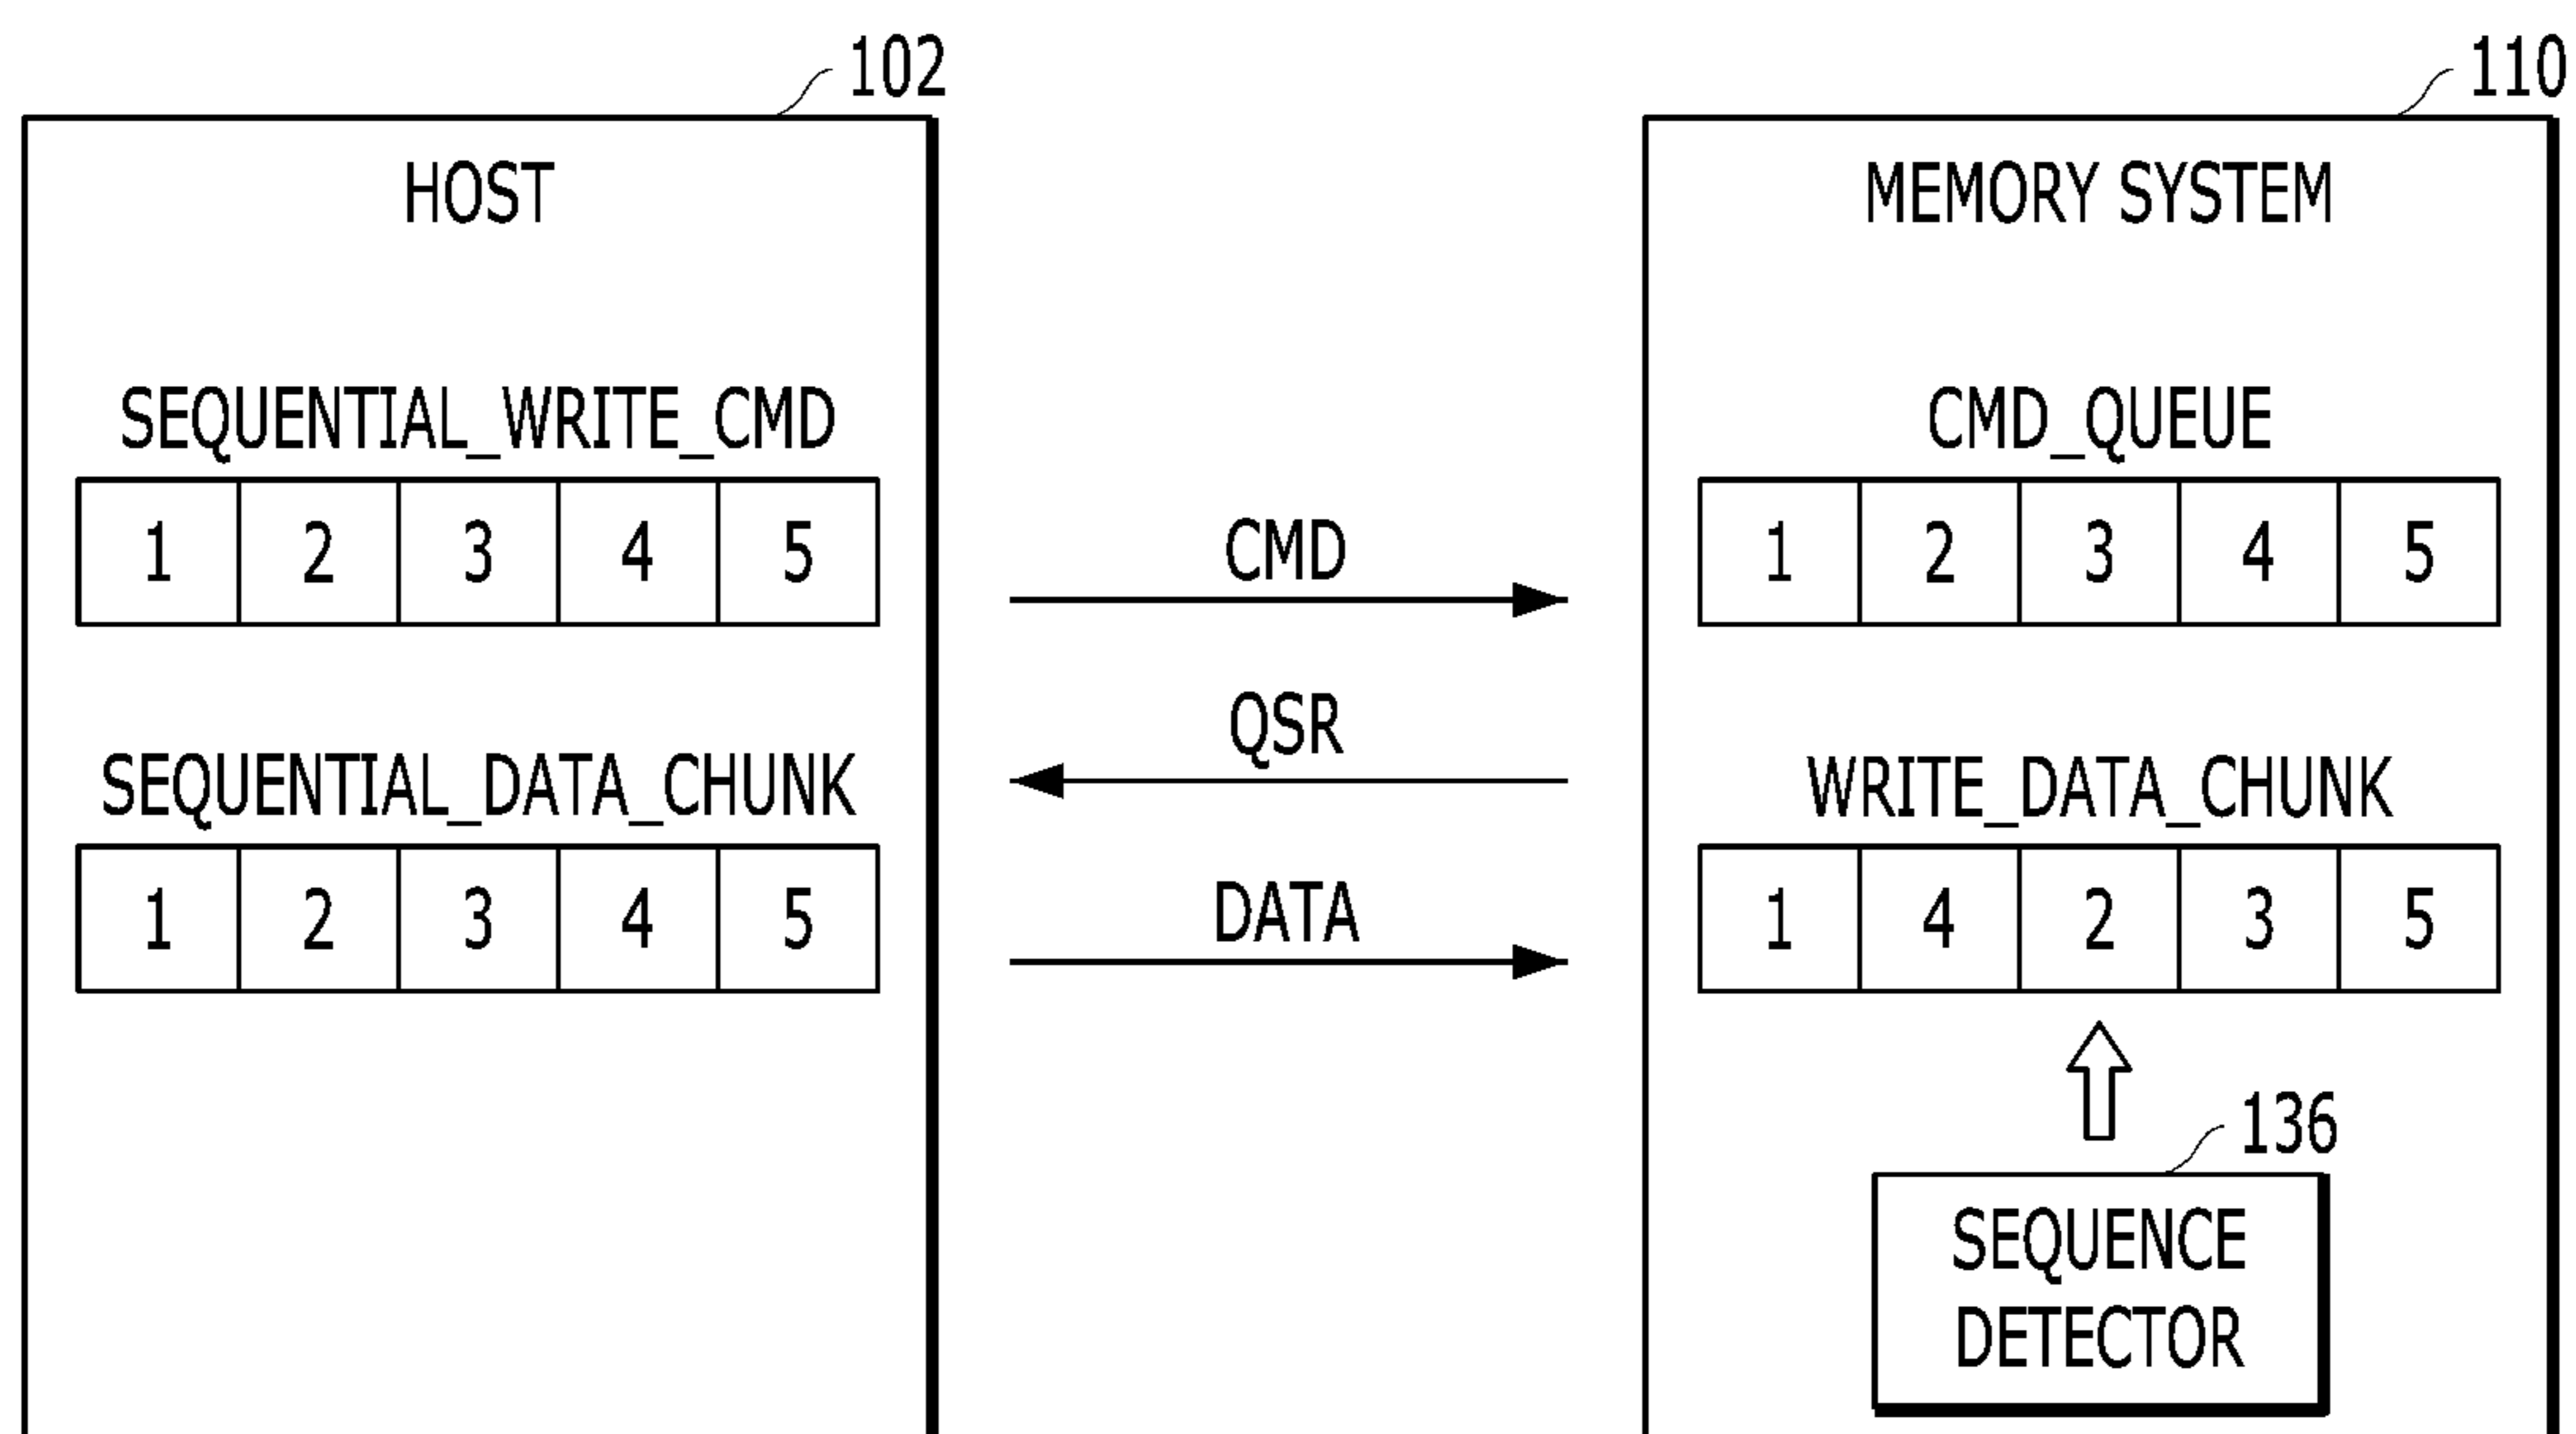 102
HOST
SEQUENTIAL_WRITE_CMD
1 2 3 4 5
SEQUENTIAL_DATA_CHUNK
1 2 3 4 5
CMD
QSR
DATA
110
MEMORY SYSTEM
CMD_QUEUE
1 2 3 4 5
WRITE_DATA_CHUNK
1 4 2 3 5
136
SEQUENCE
DETECTOR